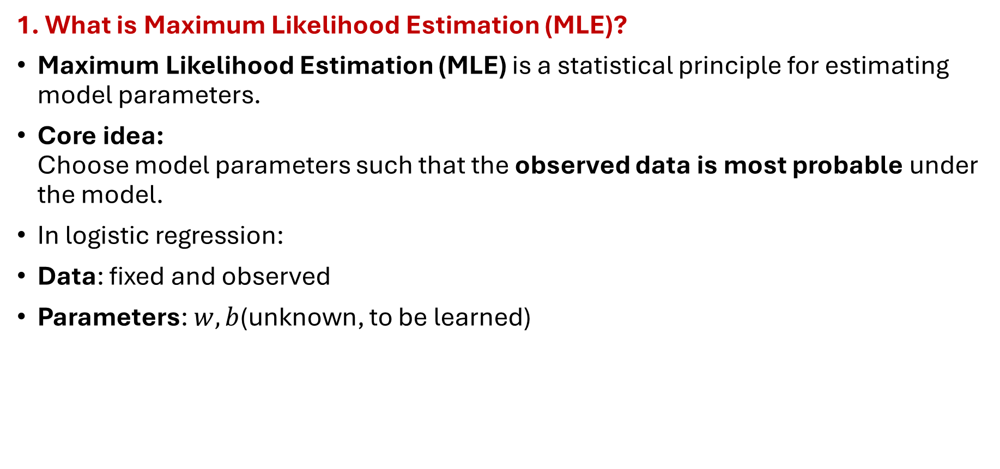 1. What is Maximum Likelihood Estimation (MLE)?
• Maximum Likelihood Estimation (MLE) is a statistical principle for estimating
model parameters.
• Core idea:
Choose model parameters such that the observed data is most probable under
the model.
• In logistic regression:
• Data: fixed and observed
• Parameters: 𝑤, 𝑏(unknown, to be learned)